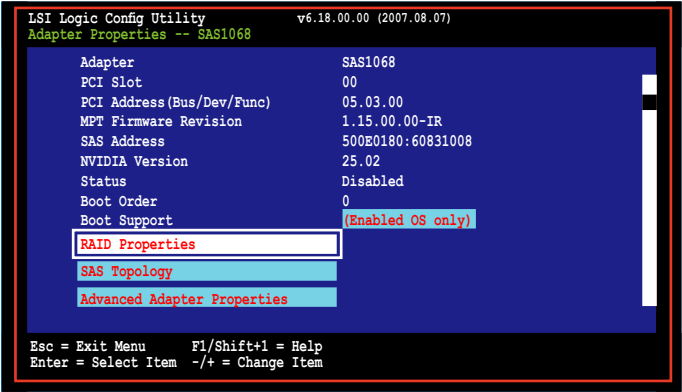 LSI Logic Config Utility v6.18.00.00 (2007.08.07)
Adapter Properties -- SAS1068
Adapter SAS1068
PCI Slot 00
PCI Address(Bus/Dev/Func) 05.03.00
MPT Firmware Revision 1.15.00.00-IR
SAS Address 500E0180:60831008
NVIDIA Version 25.02
Status Disabled
Boot Order 0
Boot Support (Enabled OS only)
RAID Properties
SAS Topology
Advanced Adapter Properties
Esc = Exit Menu F1/Shift+1 = Help
Enter = Select Item -/+ = Change Item